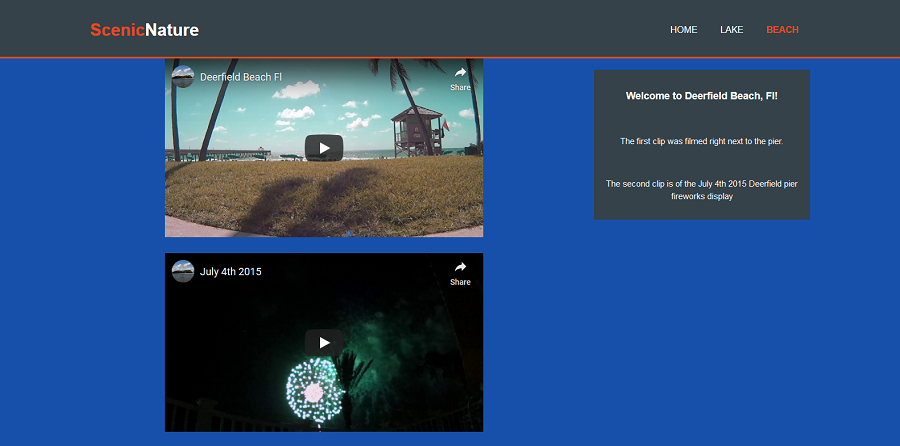 ScenicNature
HOME LAKE BEACH
Deerfield Beach Fl
Share
July 4th 2015
Share
Welcome to Deerfield Beach, Fl!
The first clip was filmed right next to the pier.
The second clip is of the July 4th 2015 Deerfield pier
fireworks display